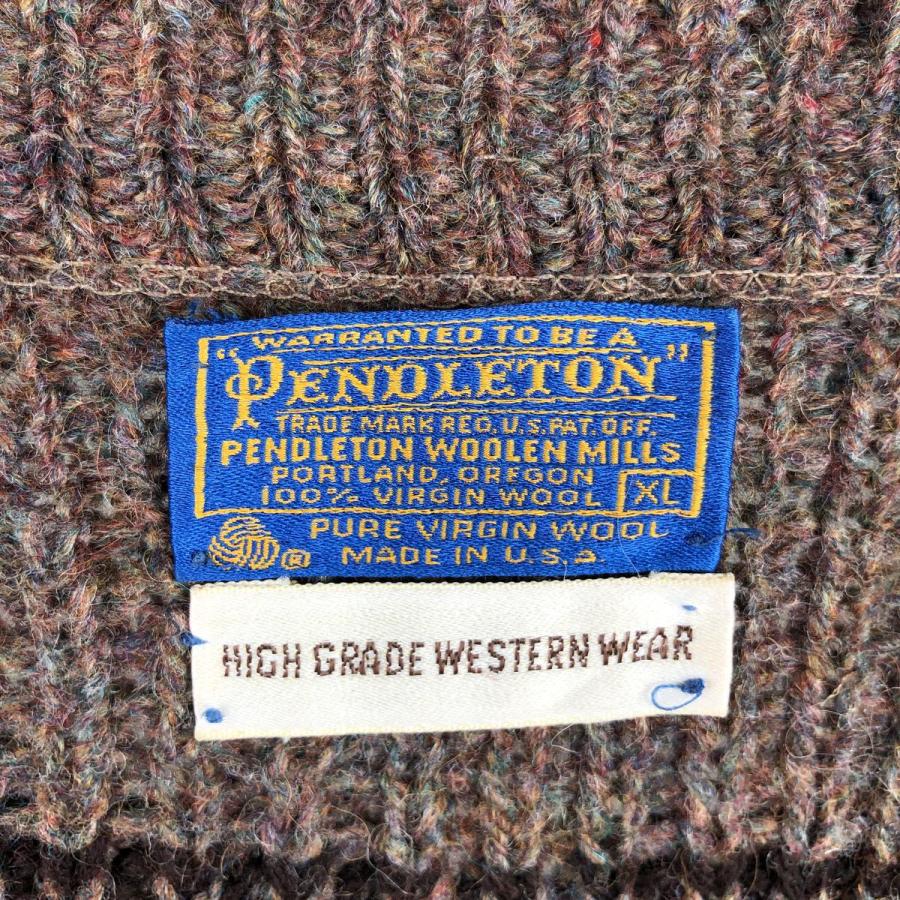 WARRANTED TO BE A
"PENDLETON"
TRADE MARK REG. U.S. PAT. OFF.
PENDLETON WOOLEN MILLS
PORTLAND, OREGON
100% VIRGIN WOOL XL
PURE VIRGIN WOOL
® MADE IN U.S.A.
HIGH GRADE WESTERN WEAR